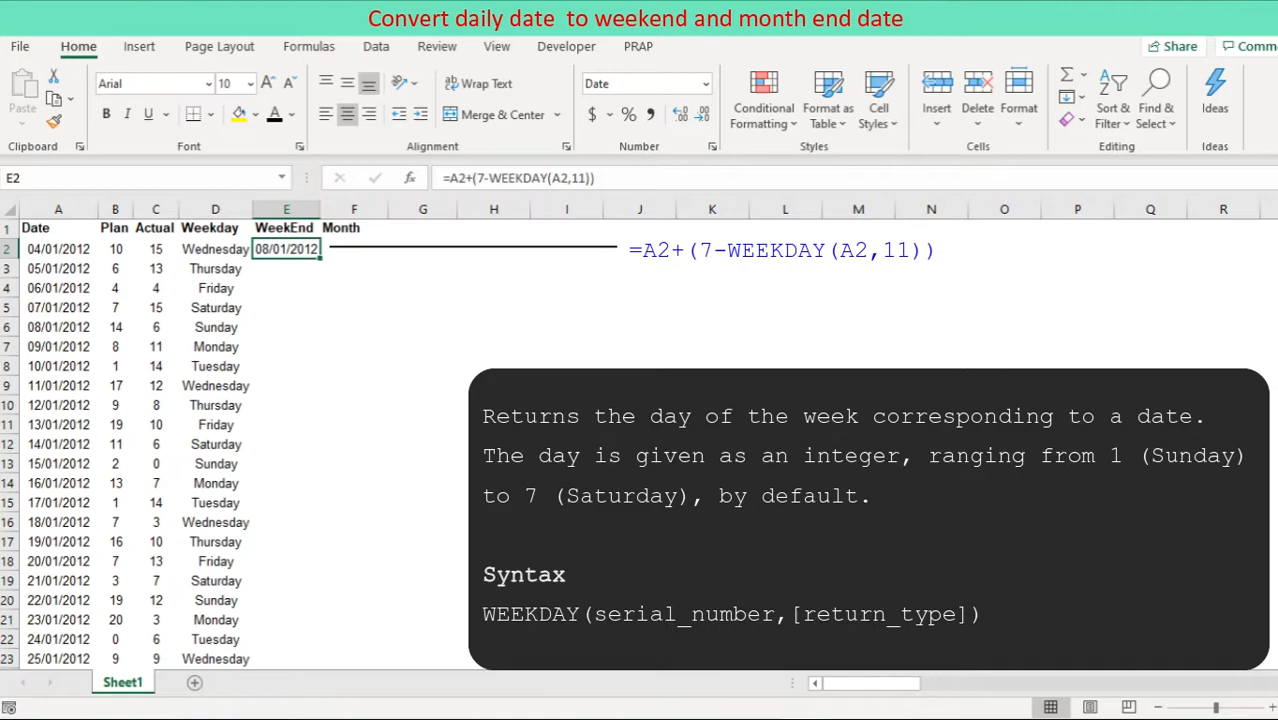 Convert daily date to weekend and month end date
File Home Insert Page Layout Formulas Data Review View Developer PRAP Share Comm
Paste
Arial 10
Wrap Text
Merge & Center
Date
$ % 9
Conditional Formatting
Format as Table
Cell Styles
Insert Delete Format
Sort & Filter
Find & Select
Ideas
Clipboard Font Alignment Number Styles Cells Editing Ideas
E2 fx =A2+(7-WEEKDAY(A2,11))
A B C D E F G H I J K L M N O P Q R
1 Date Plan Actual Weekday WeekEnd Month
2 04/01/2012 10 15 Wednesday 08/01/2012 =A2+(7-WEEKDAY(A2,11))
3 05/01/2012 6 13 Thursday
4 06/01/2012 4 4 Friday
5 07/01/2012 7 15 Saturday
6 08/01/2012 14 6 Sunday
7 09/01/2012 8 11 Monday
8 10/01/2012 1 14 Tuesday
9 11/01/2012 17 12 Wednesday
10 12/01/2012 9 8 Thursday
11 13/01/2012 19 10 Friday
12 14/01/2012 11 6 Saturday
13 15/01/2012 2 0 Sunday
14 16/01/2012 13 7 Monday
15 17/01/2012 1 14 Tuesday
16 18/01/2012 7 3 Wednesday
17 19/01/2012 16 10 Thursday
18 20/01/2012 7 13 Friday
19 21/01/2012 3 7 Saturday
20 22/01/2012 19 12 Sunday
21 23/01/2012 20 3 Monday
22 24/01/2012 0 6 Tuesday
23 25/01/2012 9 9 Wednesday
Returns the day of the week corresponding to a date.
The day is given as an integer, ranging from 1 (Sunday)
to 7 (Saturday), by default.
Syntax
WEEKDAY(serial_number,[return_type])
Sheet1